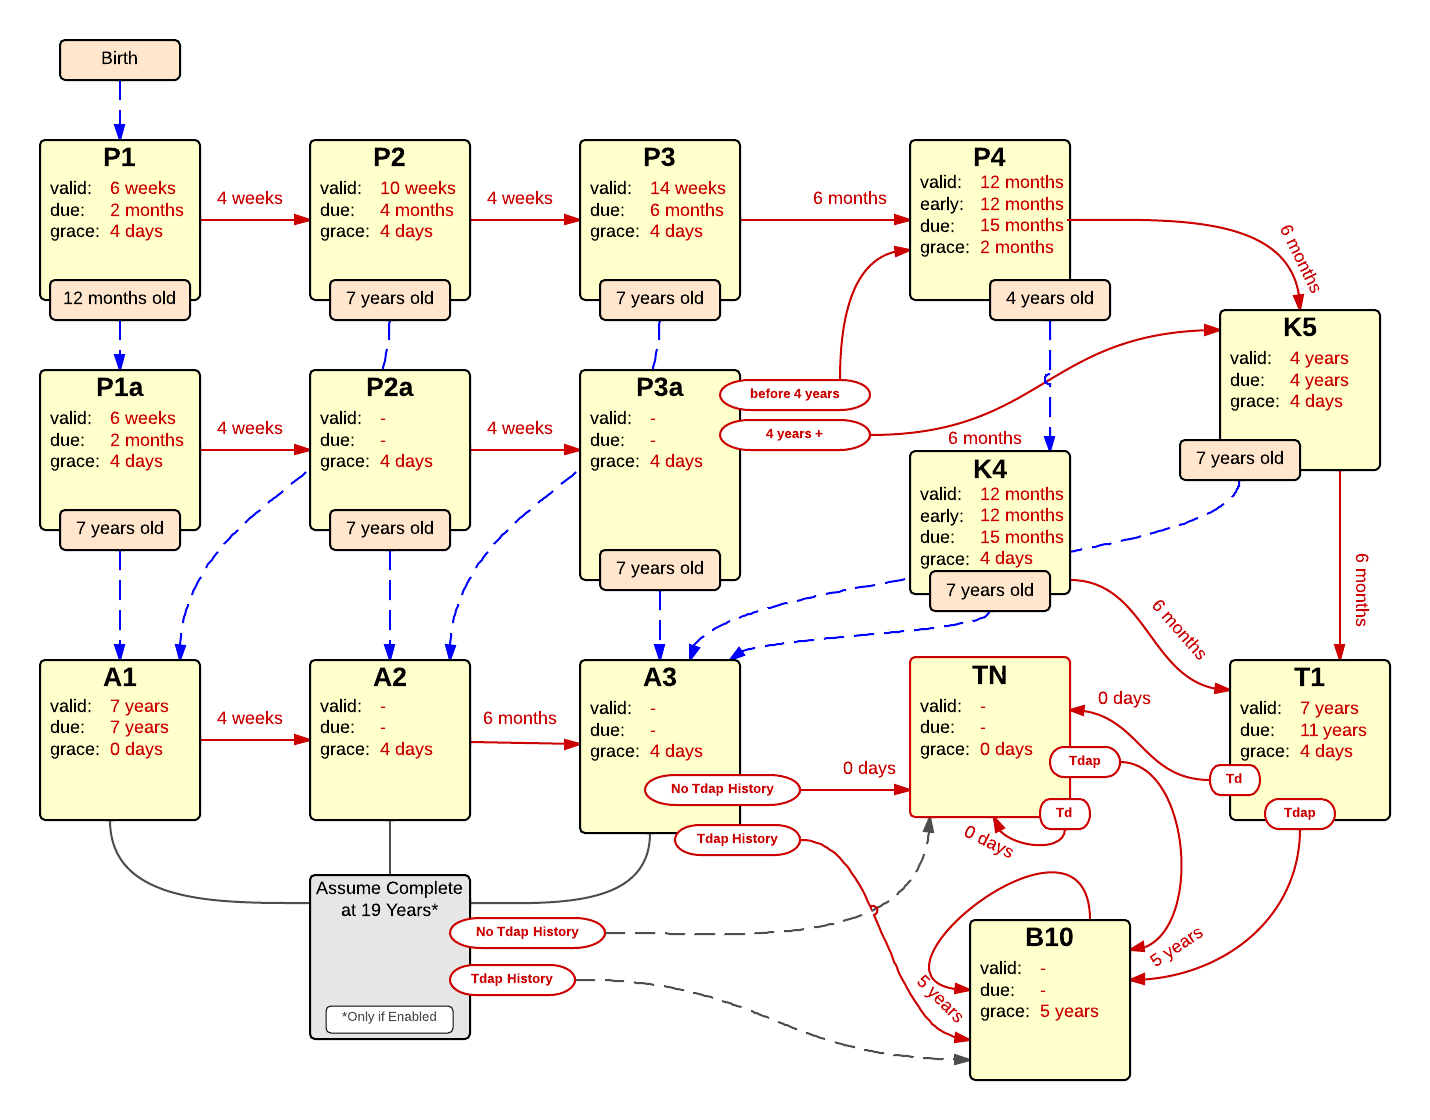 Birth
P1
valid: 6 weeks
due: 2 months
grace: 4 days
12 months old
4 weeks
P2
valid: 10 weeks
due: 4 months
grace: 4 days
7 years old
4 weeks
P3
valid: 14 weeks
due: 6 months
grace: 4 days
7 years old
6 months
P4
valid: 12 months
early: 12 months
due: 15 months
grace: 2 months
4 years old
6 months
K5
valid: 4 years
due: 4 years
grace: 4 days
7 years old
P1a
valid: 6 weeks
due: 2 months
grace: 4 days
7 years old
4 weeks
P2a
valid: -
due: -
grace: 4 days
7 years old
4 weeks
P3a
valid: -
due: -
grace: 4 days
7 years old
before 4 years
4 years +
6 months
K4
valid: 12 months
early: 12 months
due: 15 months
grace: 4 days
7 years old
6 months
6 months
A1
valid: 7 years
due: 7 years
grace: 0 days
4 weeks
A2
valid: -
due: -
grace: 4 days
6 months
A3
valid: -
due: -
grace: 4 days
No Tdap History
Tdap History
0 days
TN
valid: -
due: -
grace: 0 days
Tdap
Td
0 days
0 days
T1
valid: 7 years
due: 11 years
grace: 4 days
Td
Tdap
Assume Complete
at 19 Years*
No Tdap History
Tdap History
*Only if Enabled
5 years
B10
valid: -
due: -
grace: 5 years
5 years